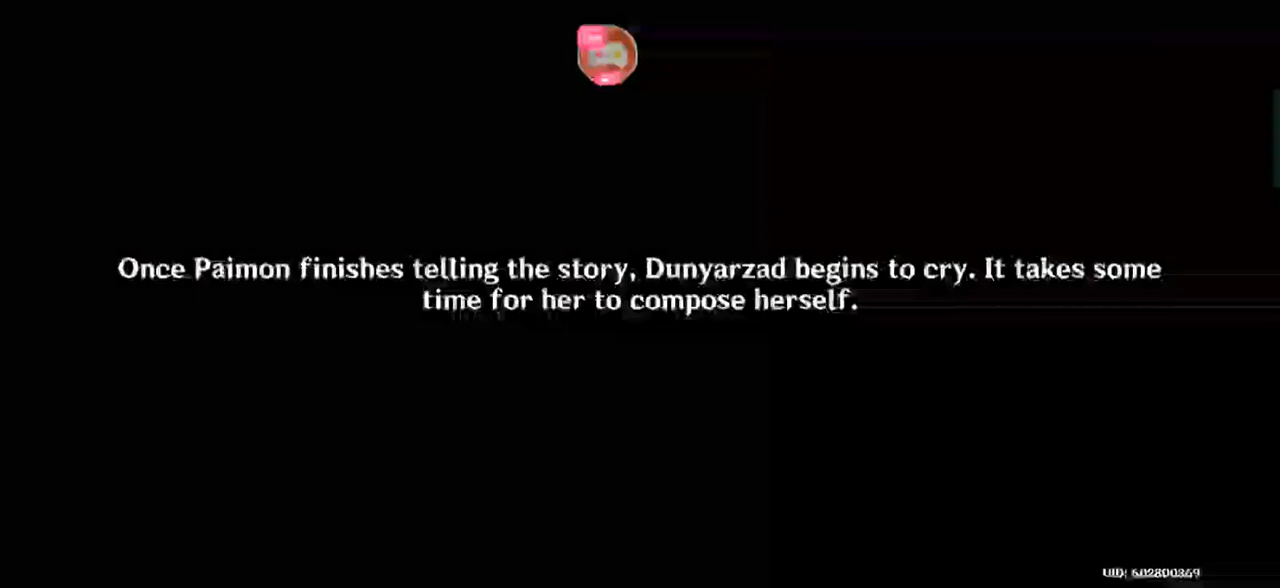 Once Paimon finishes telling the story, Dunyarzad begins to cry. It takes some
time for her to compose herself.
UID: